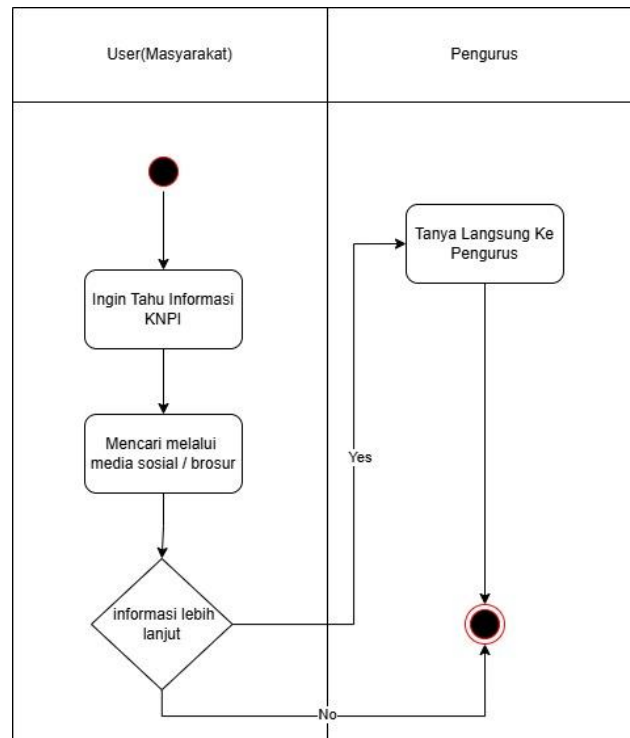 User(Masyarakat)
Pengurus
Tanya Langsung Ke
Pengurus
Ingin Tahu Informasi
KNPI
Mencari melalui
media sosial / brosur
Yes
informasi lebih
lanjut
No